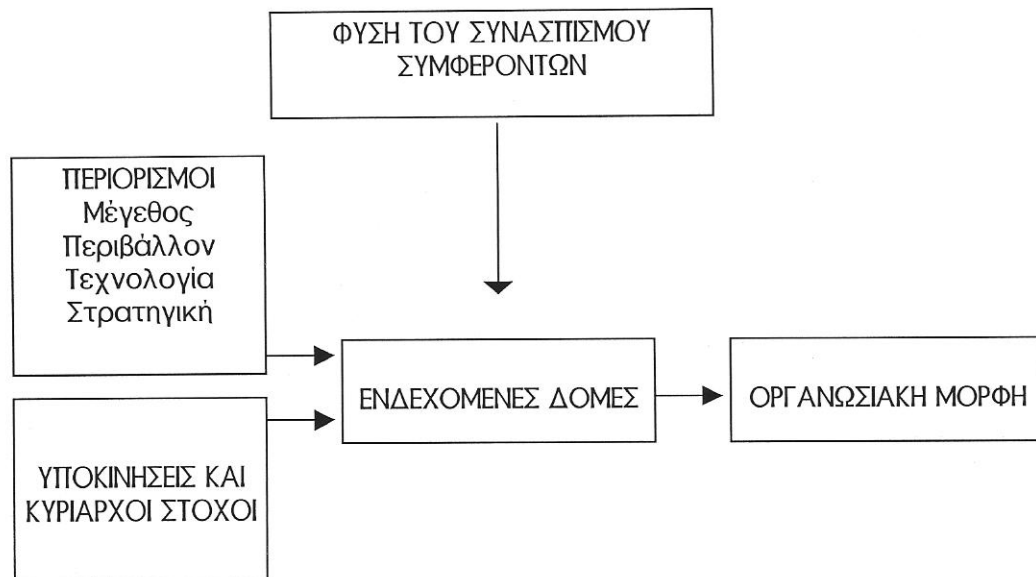 ΦΥΣΗ ΤΟΥ ΣΥΝΑΣΠΙΣΜΟΥ
ΣΥΜΦΕΡΟΝΤΩΝ
ΠΕΡΙΟΡΙΣΜΟΙ
Μέγεθος
Περιβάλλον
Τεχνολογία
Στρατηγική
ΕΝΔΕΧΟΜΕΝΕΣ ΔΟΜΕΣ
ΟΡΓΑΝΩΣΙΑΚΗ ΜΟΡΦΗ
ΥΠΟΚΙΝΗΣΕΙΣ ΚΑΙ
ΚΥΡΙΑΡΧΟΙ ΣΤΟΧΟΙ